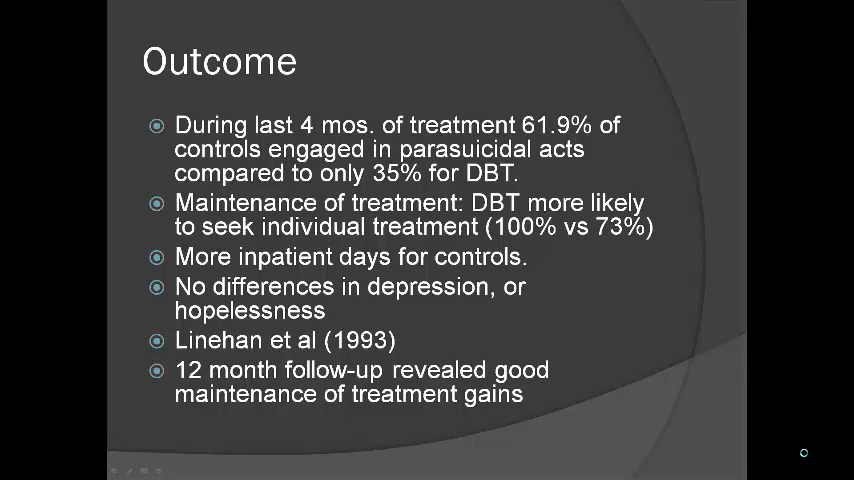 Outcome
During last 4 mos. of treatment 61.9% of
controls engaged in parasuicidal acts
compared to only 35% for DBT.
Maintenance of treatment: DBT more likely
to seek individual treatment (100% vs 73%)
More inpatient days for controls.
No differences in depression, or
hopelessness
Linehan et al (1993)
12 month follow-up revealed good
maintenance of treatment gains